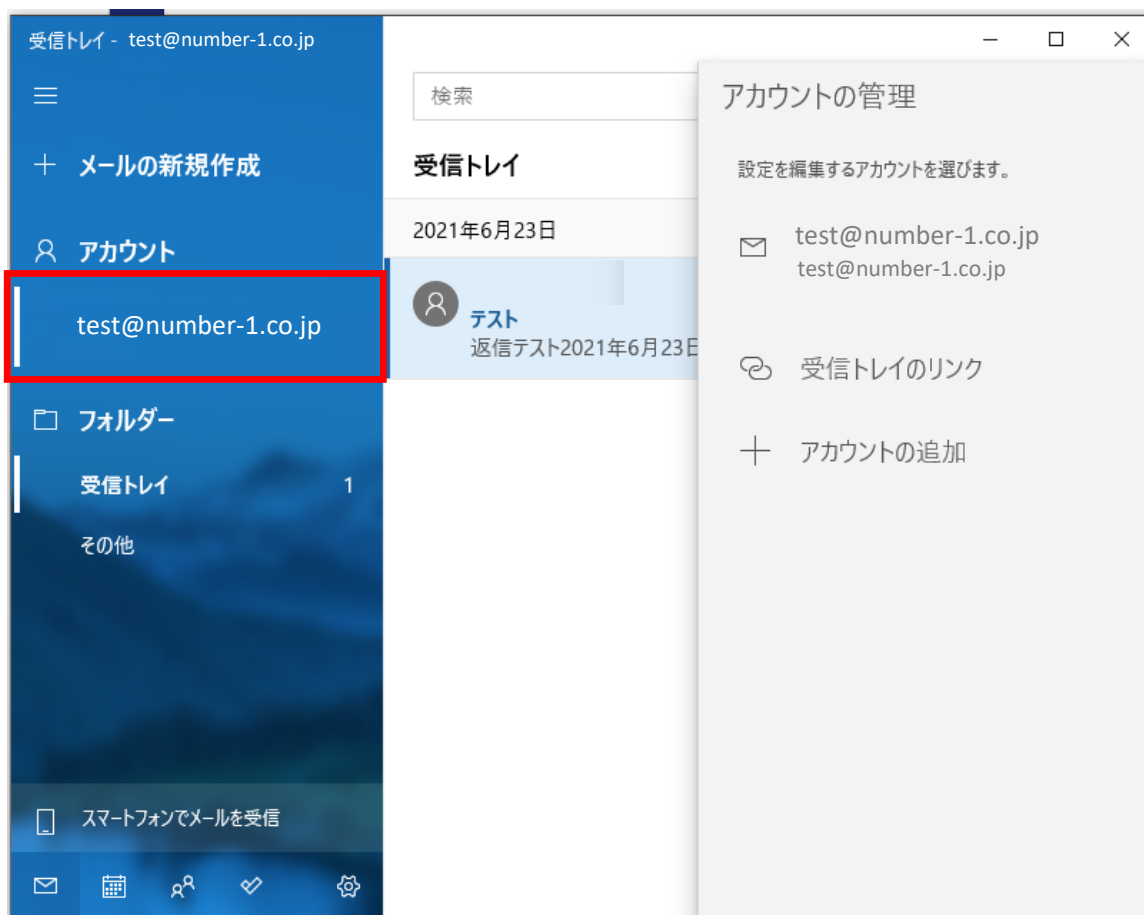 受信トレイ - test@number-1.co.jp
メールの新規作成
アカウント
test@number-1.co.jp
フォルダー
受信トレイ 1
その他
スマートフォンでメールを受信
検索
受信トレイ
2021年6月23日
テスト
返信テスト2021年6月23日
アカウントの管理
設定を編集するアカウントを選びます。
test@number-1.co.jp
test@number-1.co.jp
受信トレイのリンク
アカウントの追加